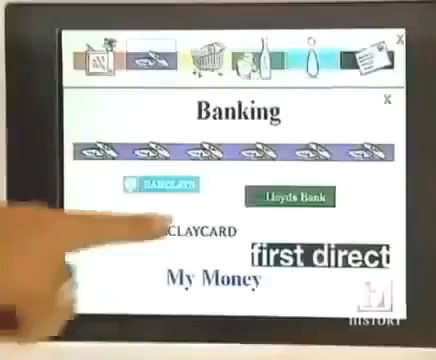 x
Banking
x
BARCLAYS
Lloyds Bank
CLAYCARD
first direct
My Money
H
HISTORY